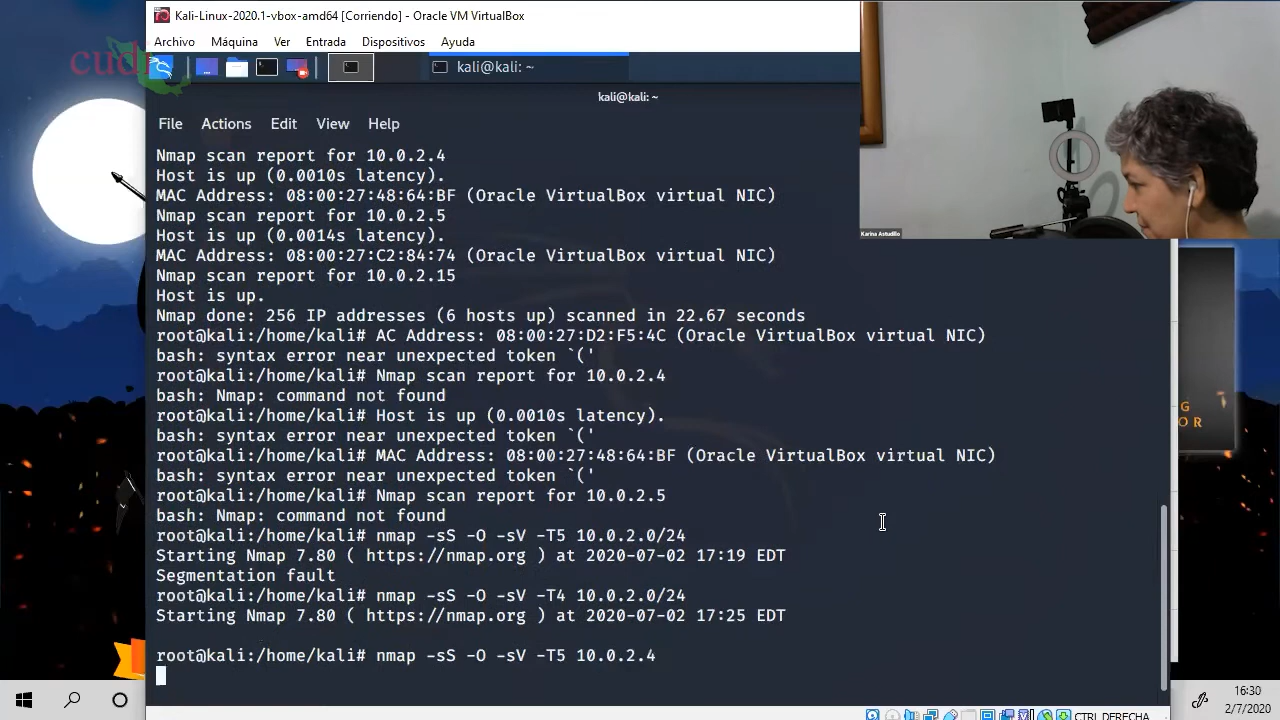 Kali-Linux-2020.1-vbox-amd64 [Corriendo] - Oracle VM VirtualBox
Archivo Máquina Ver Entrada Dispositivos Ayuda
cudi
kali@kali: ~
kali@kali: ~
File Actions Edit View Help
Nmap scan report for 10.0.2.4
Host is up (0.0010s latency).
MAC Address: 08:00:27:48:64:BF (Oracle VirtualBox virtual NIC)
Nmap scan report for 10.0.2.5
Host is up (0.0014s latency).
MAC Address: 08:00:27:C2:84:74 (Oracle VirtualBox virtual NIC)
Nmap scan report for 10.0.2.15
Host is up.
Nmap done: 256 IP addresses (6 hosts up) scanned in 22.67 seconds
root@kali:/home/kali# AC Address: 08:00:27:D2:F5:4C (Oracle VirtualBox virtual NIC)
bash: syntax error near unexpected token `('
root@kali:/home/kali# Nmap scan report for 10.0.2.4
bash: Nmap: command not found
root@kali:/home/kali# Host is up (0.0010s latency).
bash: syntax error near unexpected token `('
root@kali:/home/kali# MAC Address: 08:00:27:48:64:BF (Oracle VirtualBox virtual NIC)
bash: syntax error near unexpected token `('
root@kali:/home/kali# Nmap scan report for 10.0.2.5
bash: Nmap: command not found
root@kali:/home/kali# nmap -sS -O -sV -T5 10.0.2.0/24
Starting Nmap 7.80 ( https://nmap.org ) at 2020-07-02 17:19 EDT
Segmentation fault
root@kali:/home/kali# nmap -sS -O -sV -T4 10.0.2.0/24
Starting Nmap 7.80 ( https://nmap.org ) at 2020-07-02 17:25 EDT
root@kali:/home/kali# nmap -sS -O -sV -T5 10.0.2.4
Karina Astudillo
G
OR
CTRL DERECHA
16:30
2/7/2020